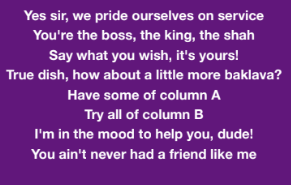 Yes sir, we pride ourselves on service
You're the boss, the king, the shah
Say what you wish, it's yours!
True dish, how about a little more baklava?
Have some of column A
Try all of column B
I'm in the mood to help you, dude!
You ain't never had a friend like me